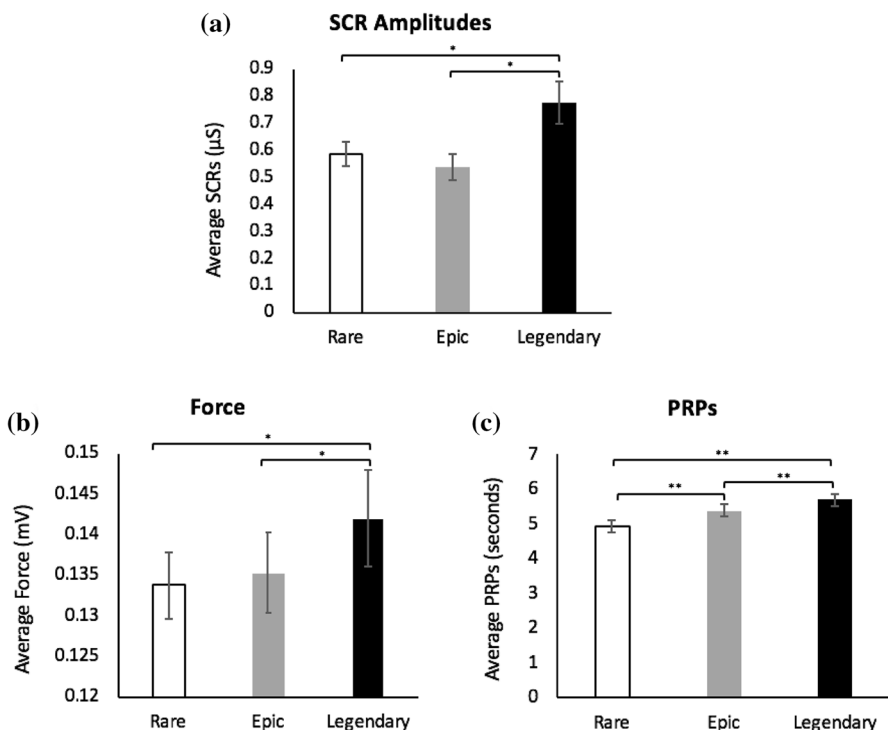 (a)
SCR Amplitudes
*
*
0.9
0.8
0.7
0.6
0.5
0.4
0.3
0.2
0.1
0
Average SCRs (µS)
Rare Epic Legendary
(b)
Force
*
*
0.15
0.145
0.14
0.135
0.13
0.125
0.12
Average Force (mV)
Rare Epic Legendary
(c)
PRPs
**
** **
7
6
5
4
3
2
1
0
Average PRPs (seconds)
Rare Epic Legendary